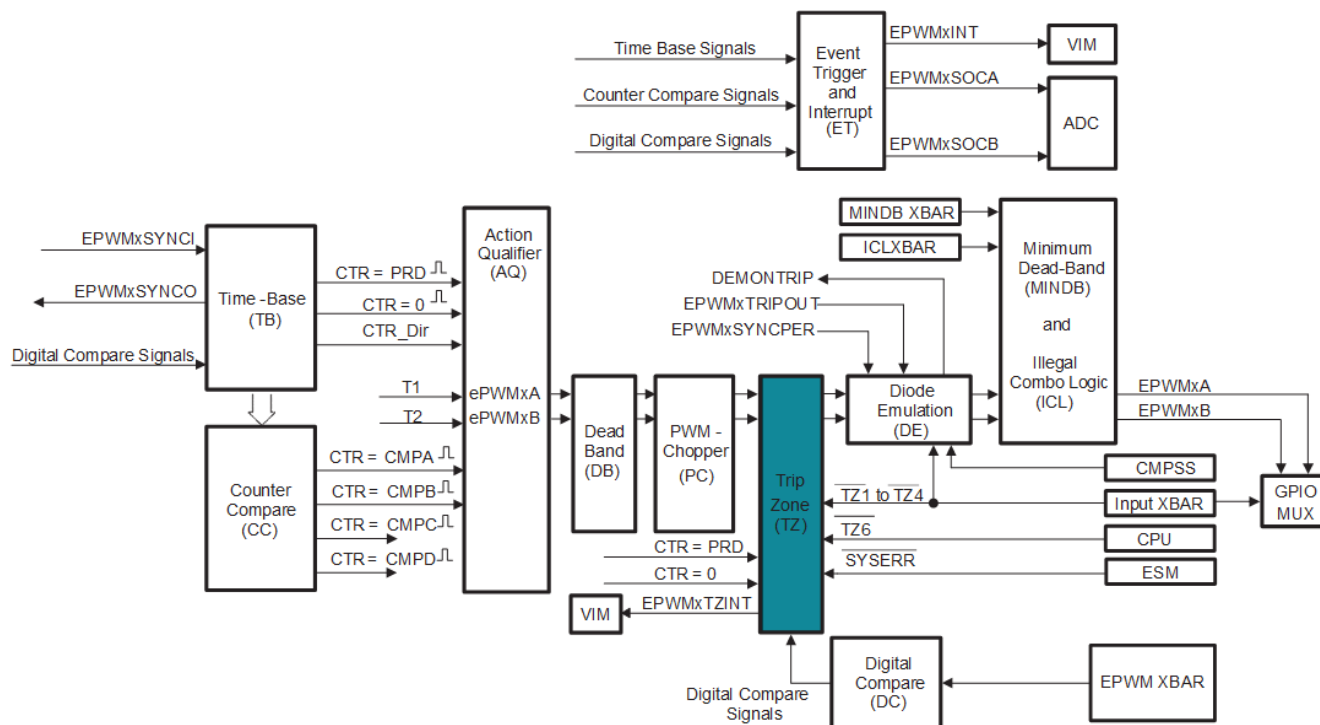 Time Base Signals
Counter Compare Signals
Digital Compare Signals
Event
Trigger
and
Interrupt
(ET)
EPWMxINT
EPWMxSOCA
EPWMxSOCB
VIM
ADC
EPWMxSYNCI
EPWMxSYNCO
Digital Compare Signals
Time -Base
(TB)
CTR = PRD
CTR = 0
CTR_Dir
T1
T2
Action
Qualifier
(AQ)
ePWMxA
ePWMxB
Counter
Compare
(CC)
CTR = CMPA
CTR = CMPB
CTR = CMPC
CTR = CMPD
Dead
Band
(DB)
PWM -
Chopper
(PC)
Trip
Zone
(TZ)
CTR = PRD
CTR = 0
EPWMxTZINT
VIM
DEMONTRIP
EPWMxTRIPOUT
EPWMxSYNCPER
Diode
Emulation
(DE)
MINDB XBAR
ICLXBAR
Minimum
Dead-Band
(MINDB)
and
Illegal
Combo Logic
(ICL)
EPWMxA
EPWMxB
TZ1 to TZ4
TZ6
SYSERR
CMPSS
Input XBAR
CPU
ESM
GPIO
MUX
Digital Compare
Signals
Digital
Compare
(DC)
EPWM XBAR